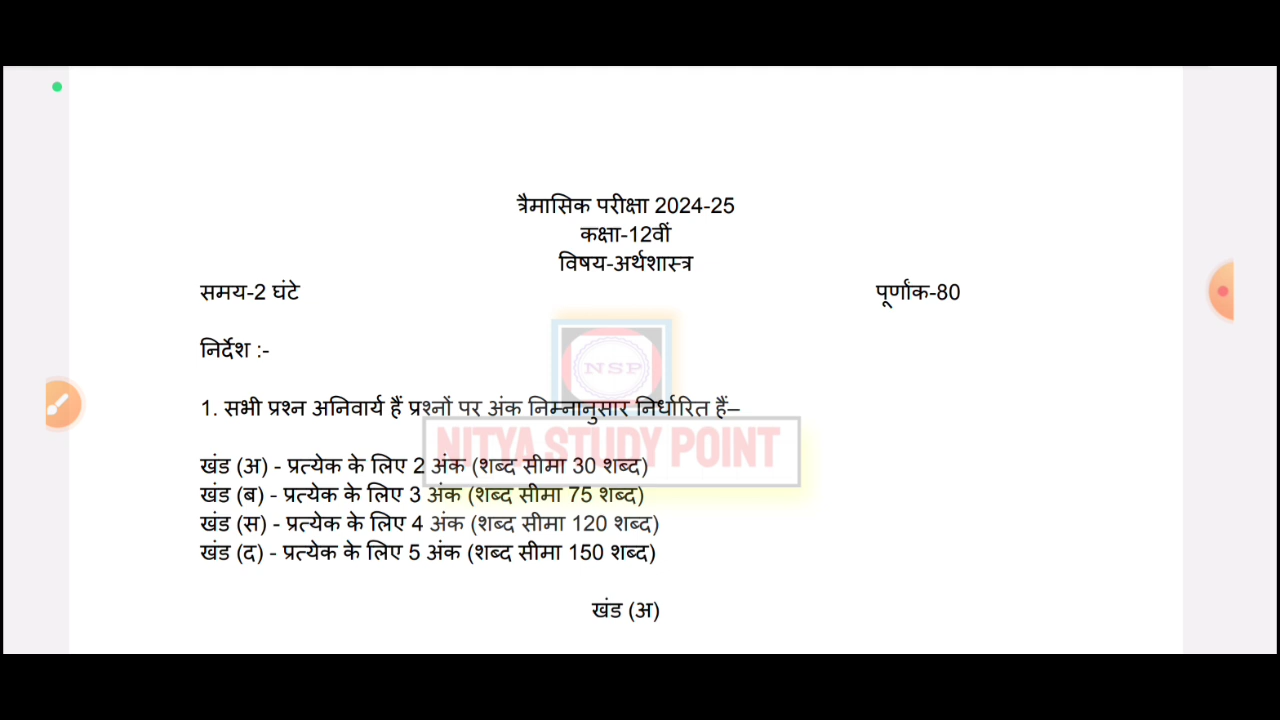 त्रैमासिक परीक्षा 2024-25
कक्षा-12वीं
विषय-अर्थशास्त्र
समय-2 घंटे पूर्णांक-80
निर्देश :-
NSP
1. सभी प्रश्न अनिवार्य हैं प्रश्नों पर अंक निम्नानुसार निर्धारित हैं–
NITYA STUDY POINT
खंड (अ) - प्रत्येक के लिए 2 अंक (शब्द सीमा 30 शब्द)
खंड (ब) - प्रत्येक के लिए 3 अंक (शब्द सीमा 75 शब्द)
खंड (स) - प्रत्येक के लिए 4 अंक (शब्द सीमा 120 शब्द)
खंड (द) - प्रत्येक के लिए 5 अंक (शब्द सीमा 150 शब्द)
खंड (अ)